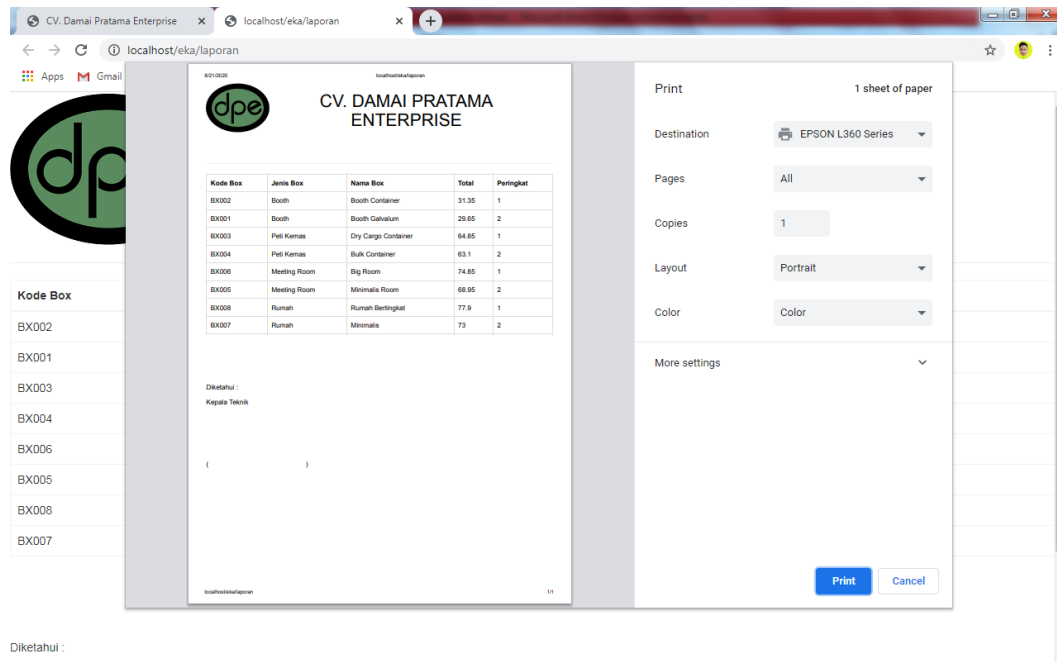 CV. Damai Pratama Enterprise
localhost/eka/laporan
localhost/eka/laporan
Apps Gmail
dpe
Kode Box
BX002
BX001
BX003
BX004
BX006
BX005
BX008
BX007
Diketahui :
8/21/2020 localhost/eka/laporan
dpe
CV. DAMAI PRATAMA
ENTERPRISE
Kode Box Jenis Box Nama Box Total Peringkat
BX002 Booth Booth Container 31.35 1
BX001 Booth Booth Galvalum 29.65 2
BX003 Peti Kemas Dry Cargo Container 64.85 1
BX004 Peti Kemas Bulk Container 63.1 2
BX006 Meeting Room Big Room 74.85 1
BX005 Meeting Room Minimalis Room 68.95 2
BX008 Rumah Rumah Bertingkat 77.9 1
BX007 Rumah Minimalis 73 2
Diketahui :
Kepala Teknik
( )
localhost/eka/laporan 1/1
Print 1 sheet of paper
Destination EPSON L360 Series
Pages All
Copies 1
Layout Portrait
Color Color
More settings
Print Cancel